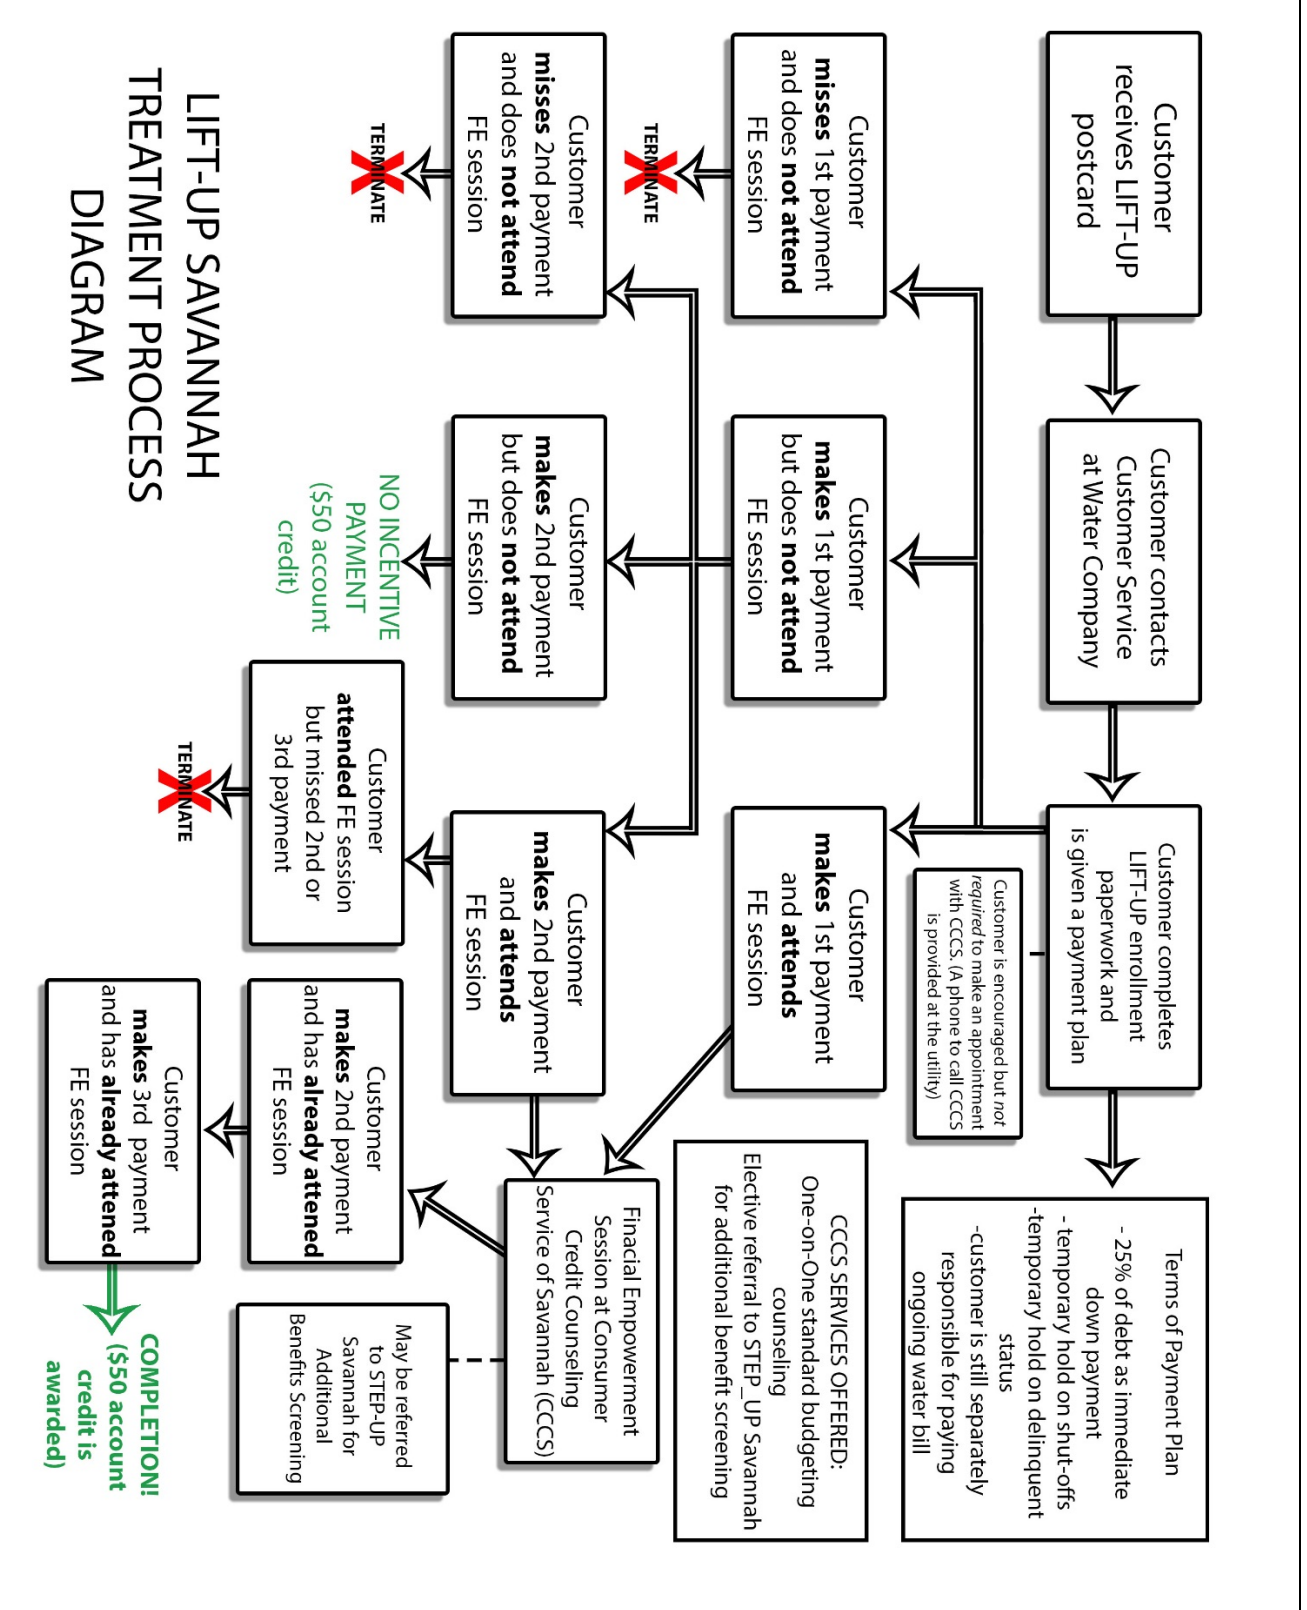 Customer
receives LIFT-UP
postcard
Customer contacts
Customer Service
at Water Company
Customer completes
LIFT-UP enrollment
paperwork and
is given a payment plan
Terms of Payment Plan
- 25% of debt as immediate
down payment
- temporary hold on shut-offs
-temporary hold on delinquent
status
-customer is still separately
responsible for paying
ongoing water bill
Customer is encouraged but not
required to make an appointment
with CCCS. (A phone to call CCCS
is provided at the utility)
Customer
misses 1st payment
and does not attend
FE session
TERMINATE
Customer
makes 1st payment
but does not attend
FE session
Customer
makes 1st payment
and attends
FE session
CCCS SERVICES OFFERED:
One-on-One standard budgeting
counseling
Elective referral to STEP_UP Savannah
for additional benefit screening
Customer
misses 2nd payment
and does not attend
FE session
TERMINATE
Customer
makes 2nd payment
but does not attend
FE session
NO INCENTIVE
PAYMENT
($50 account
credit)
Customer
makes 2nd payment
and attends
FE session
Finacial Empowerment
Session at Consumer
Credit Counseling
Service of Savannah (CCCS)
Customer
attended FE session
but missed 2nd or
3rd payment
TERMINATE
Customer
makes 2nd payment
and has already attened
FE session
May be referred
to STEP-UP
Savannah for
Additional
Benefits Screening
Customer
makes 3rd payment
and has already attened
FE session
COMPLETION!
($50 account
credit is
awarded)
LIFT-UP SAVANNAH
TREATMENT PROCESS
DIAGRAM